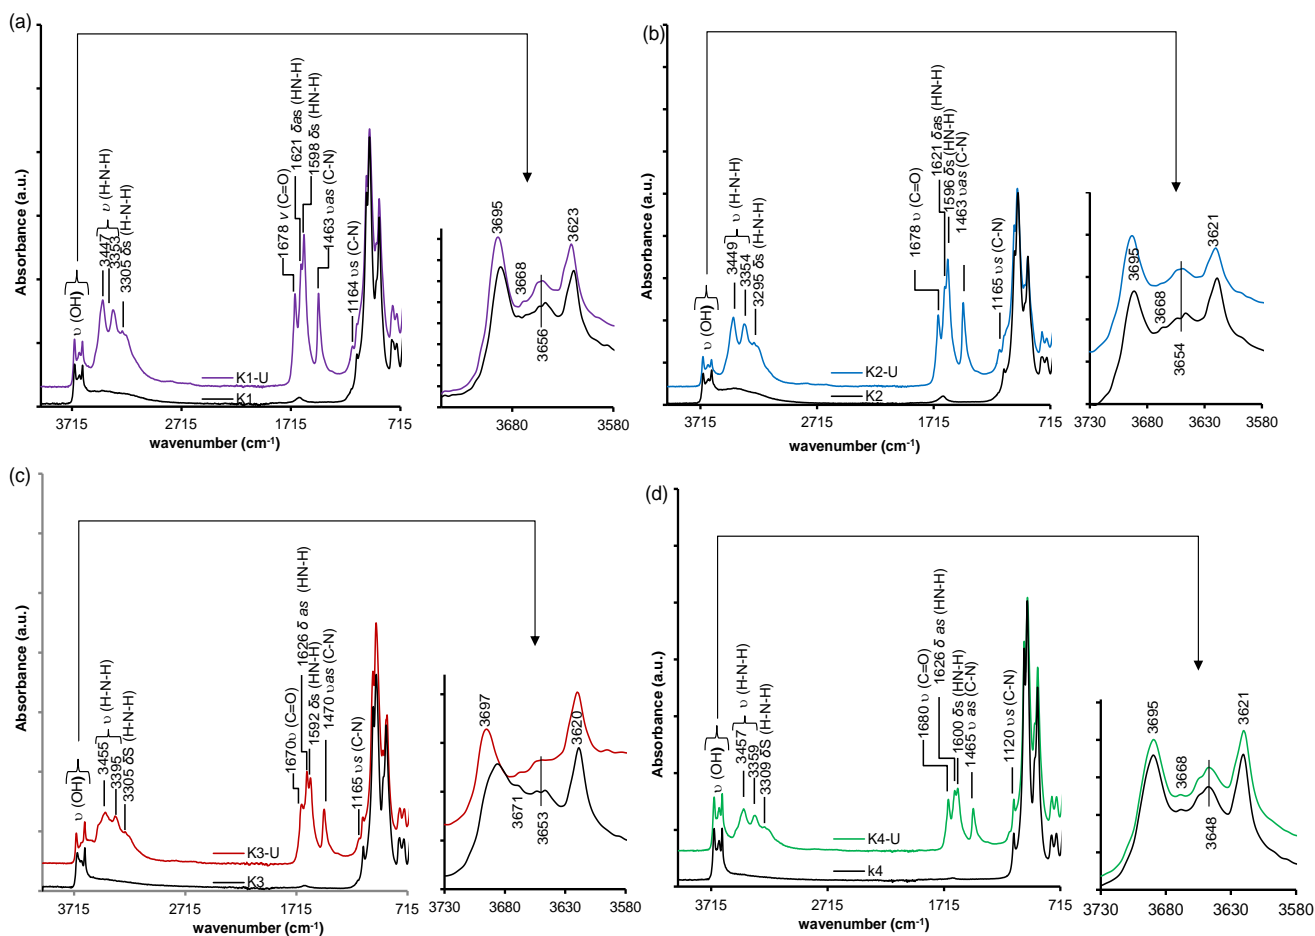 (a)
Absorbance (a.u.)
υ (OH)
3447
3353
υ (H-N-H)
3305 δs (H-N-H)
1678 ν (C=O)
1621 δas (HN-H)
1598 δs (HN-H)
1463 υas (C-N)
1164 υs (C-N)
K1-U
K1
3715
2715
1715
715
wavenumber (cm-1)
3695
3668
3656
3623
3680
3580
(b)
Absorbance (a.u.)
υ (OH)
3449
3354
υ (H-N-H)
3295 δs (H-N-H)
1678 υ (C=O)
1621 δas (HN-H)
1596 δs (HN-H)
1463 υas (C-N)
1165 υs (C-N)
K2-U
K2
3715
2715
1715
715
wavenumber (cm-1)
3695
3668
3654
3621
3730
3680
3630
3580
(c)
Absorbance (a.u.)
υ (OH)
3455
3395
υ (H-N-H)
3305 δS (H-N-H)
1670υ (C=O)
1626 δ as (HN-H)
1592 δs (HN-H)
1470 υas (C-N)
1165 υs (C-N)
K3-U
K3
3715
2715
1715
715
wavenumber (cm-1)
3697
3671
3653
3620
3730
3680
3630
3580
(d)
Absorbance (a.u.)
υ (OH)
3457
3359
υ (H-N-H)
3309 δS (H-N-H)
1680 υ (C=O)
1626 δ as (HN-H)
1600 δs (HN-H)
1465 υ as (C-N)
1120 υs (C-N)
K4-U
k4
3715
2715
1715
715
wavenumber (cm-1)
3695
3668
3648
3621
3730
3680
3630
3580